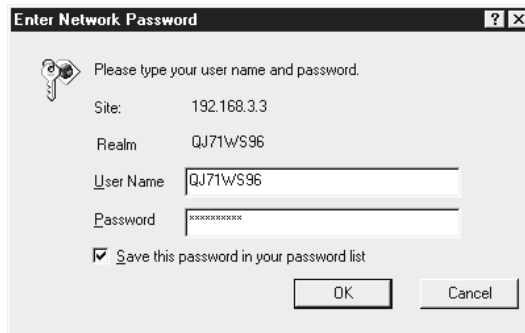 Enter Network Password
Please type your user name and password.
Site: 192.168.3.3
Realm QJ71WS96
User Name QJ71WS96
Password **********
Save this password in your password list
OK Cancel